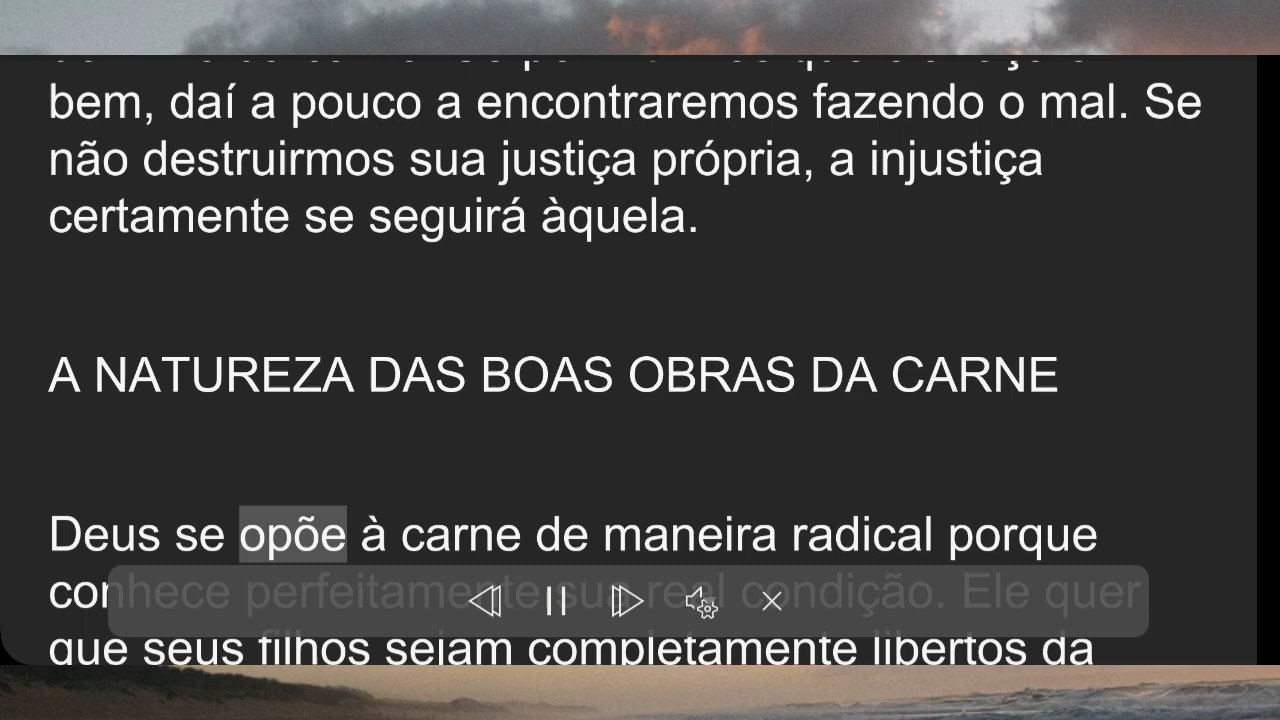 bem, daí a pouco a encontraremos fazendo o mal. Se
não destruirmos sua justiça própria, a injustiça
certamente se seguirá àquela.
A NATUREZA DAS BOAS OBRAS DA CARNE
Deus se opõe à carne de maneira radical porque
conhece perfeitamente sua real condição. Ele quer
que seus filhos sejam completamente libertos da